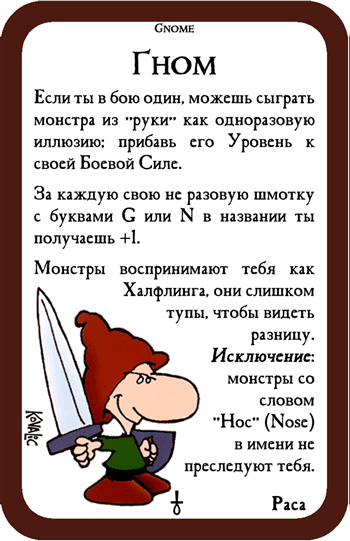 Gnome
Гном
Если ты в бою один, можешь сыграть
монстра из "руки" как одноразовую
иллюзию; прибавь его Уровень к
своей Боевой Силе.
За каждую свою не разовую шмотку
с буквами G или N в названии ты
получаешь +1.
Монстры воспринимают тебя как
Халфлинга, они слишком
тупы, чтобы видеть
разницу.
Исключение:
монстры со
словом
"Нос" (Nose)
в имени не
преследуют тебя.
Kovalic
Раса